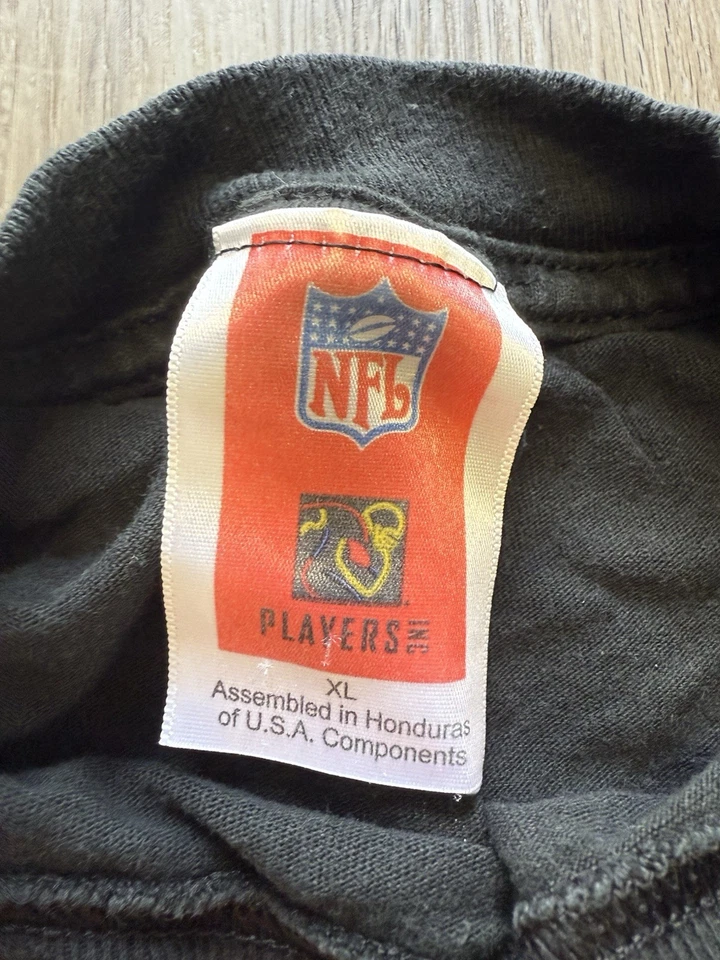 NFL
PLAYERS INC
XL
Assembled in Honduras
of U.S.A. Components